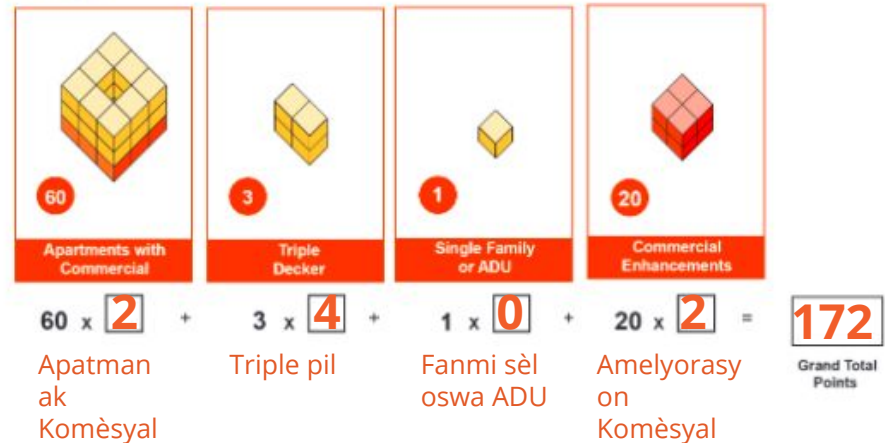 60
3
1
20
Apartments with
Commercial
Triple
Decker
Single Family
or ADU
Commercial
Enhancements
60 x 2 + 3 x 4 + 1 x 0 + 20 x 2 = 172
Grand Total
Points
Apatman
ak
Komèsyal
Triple pil
Fanmi sèl
oswa ADU
Amelyorasy
on
Komèsyal